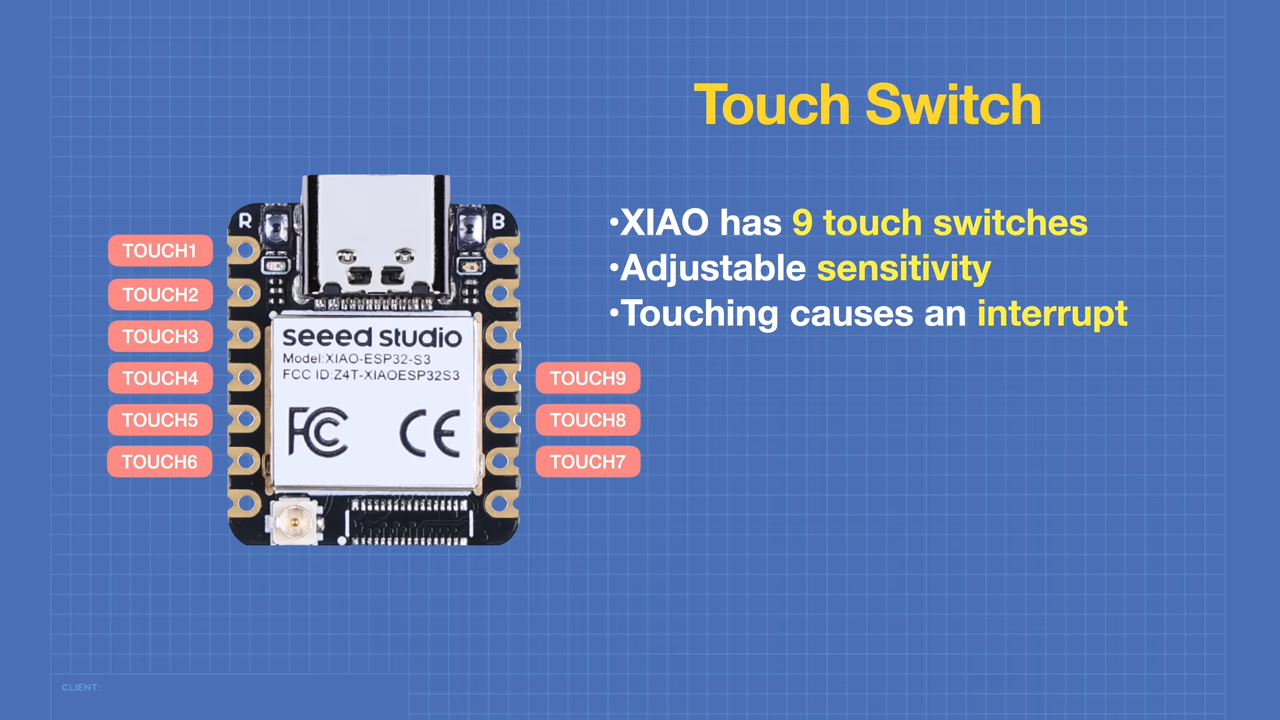 Touch Switch
•XIAO has 9 touch switches
•Adjustable sensitivity
•Touching causes an interrupt
R
B
TOUCH1
TOUCH2
TOUCH3
TOUCH4
TOUCH5
TOUCH6
seeed studio
Model:XIAO-ESP32-S3
FCC ID:Z4T-XIAOESP32S3
FC CE
TOUCH9
TOUCH8
TOUCH7
CLIENT: